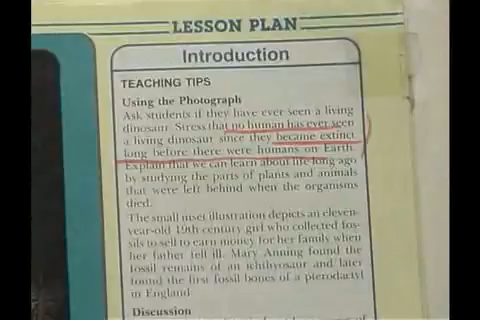 LESSON PLAN
Introduction
TEACHING TIPS
Using the Photograph
Ask students if they have ever seen a living
dinosaur. Stress that no human has ever seen
a living dinosaur since they became extinct
long before there were humans on Earth.
Explain that we can learn about life long ago
by studying the parts of plants and animals
that were left behind when the organisms
died.
The small inset illustration depicts an eleven-
year-old 19th century girl who collected fos-
sils to sell to earn money for her family when
her father fell ill. Mary Anning found the
fossil remains of an ichthyosaur and later
found the first fossil bones of a pterodactyl
in England
Discussion